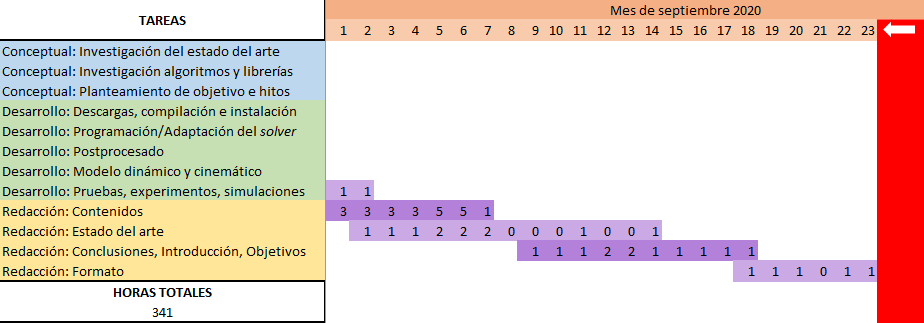 Mes de septiembre 2020
TAREAS
1 2 3 4 5 6 7 8 9 10 11 12 13 14 15 16 17 18 19 20 21 22 23
Conceptual: Investigación del estado del arte
Conceptual: Investigación algoritmos y librerías
Conceptual: Planteamiento de objetivo e hitos
Desarrollo: Descargas, compilación e instalación
Desarrollo: Programación/Adaptación del solver
Desarrollo: Postprocesado
Desarrollo: Modelo dinámico y cinemático
Desarrollo: Pruebas, experimentos, simulaciones 1 1
Redacción: Contenidos 3 3 3 3 5 5 1
Redacción: Estado del arte 1 1 1 2 2 2 0 0 0 1 0 0 1
Redacción: Conclusiones, Introducción, Objetivos 1 1 1 2 2 1 1 1 1 1
Redacción: Formato 1 1 1 0 1 1
HORAS TOTALES
341